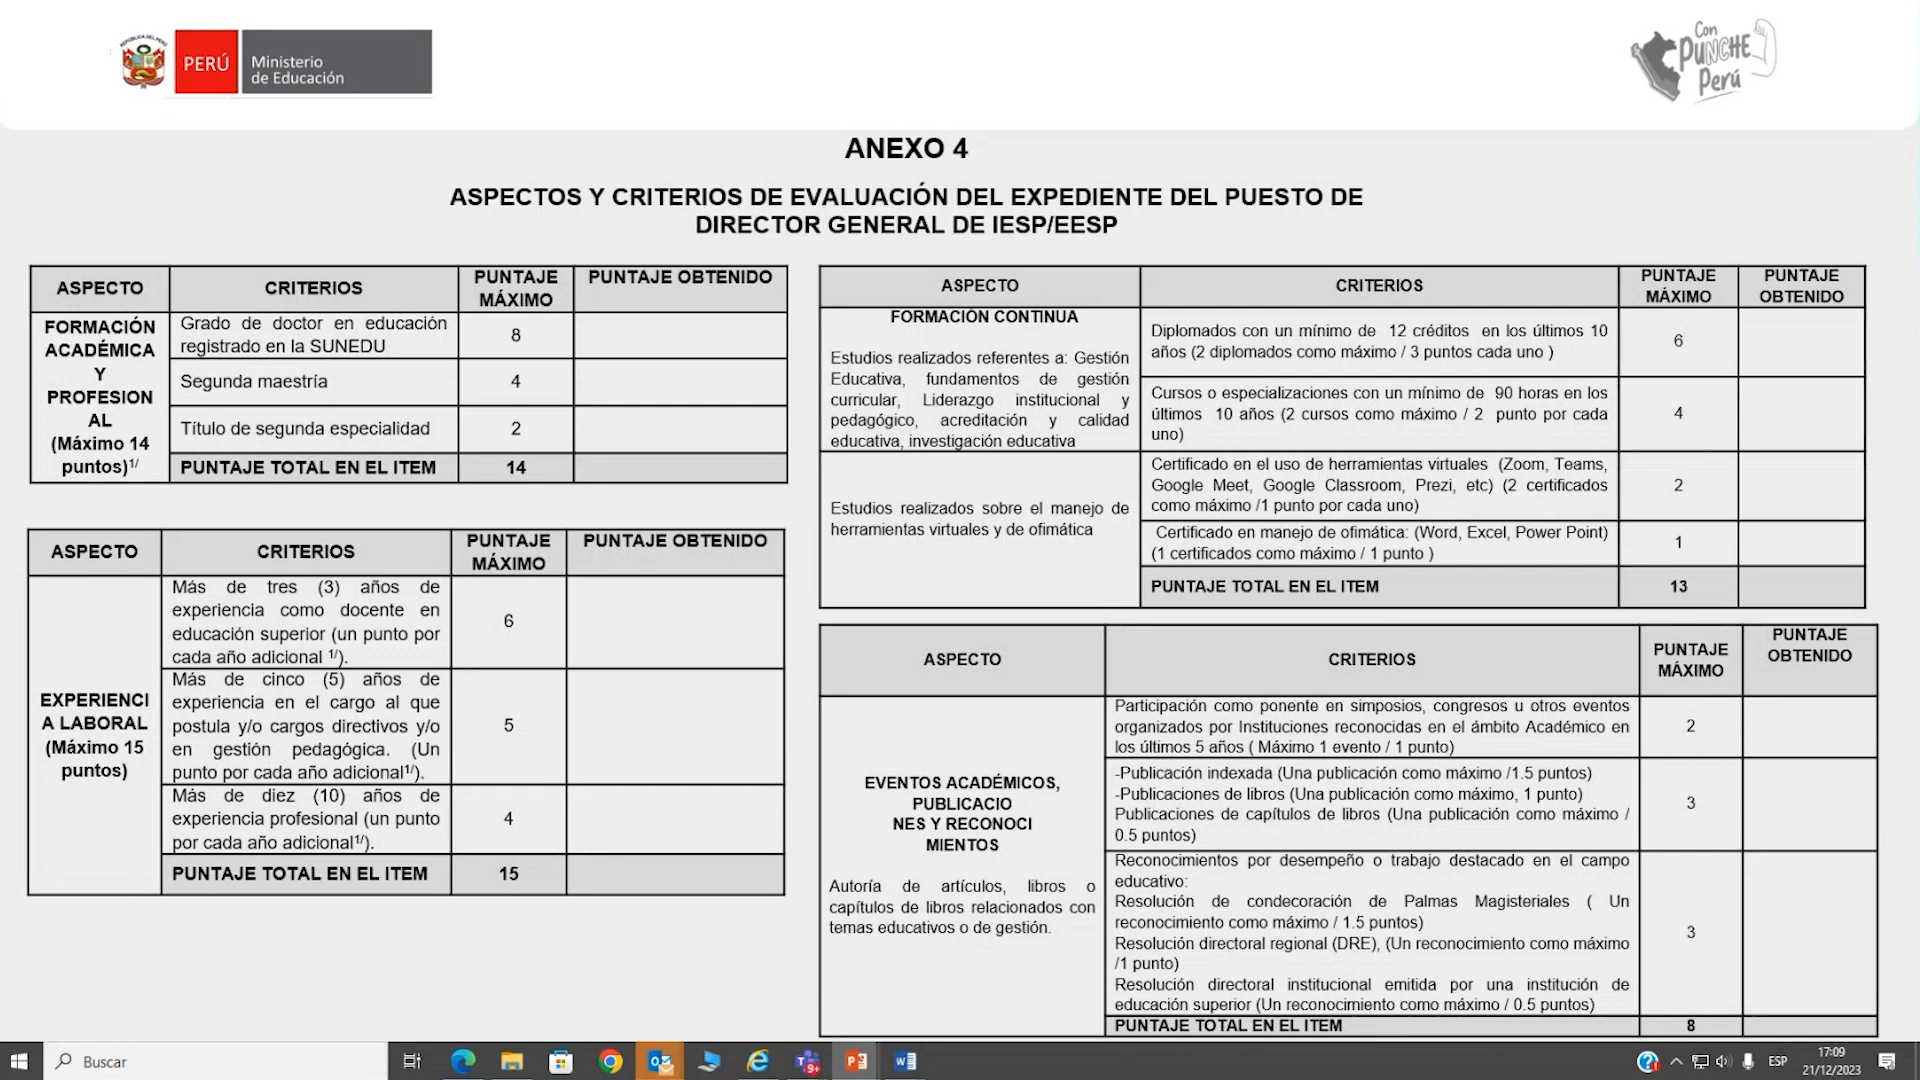 REPÚBLICA DEL PERÚ
PERÚ
Ministerio
de Educación
Con
PUNCHE
Perú
ANEXO 4
ASPECTOS Y CRITERIOS DE EVALUACIÓN DEL EXPEDIENTE DEL PUESTO DE
DIRECTOR GENERAL DE IESP/EESP
ASPECTO
CRITERIOS
PUNTAJE
MÁXIMO
PUNTAJE OBTENIDO
FORMACIÓN
ACADÉMICA
Y
PROFESION
AL
(Máximo 14
puntos)1/
Grado de doctor en educación
registrado en la SUNEDU
8
Segunda maestría
4
Título de segunda especialidad
2
PUNTAJE TOTAL EN EL ITEM
14
ASPECTO
CRITERIOS
PUNTAJE
MÁXIMO
PUNTAJE OBTENIDO
EXPERIENCI
A LABORAL
(Máximo 15
puntos)
Más de tres (3) años de
experiencia como docente en
educación superior (un punto por
cada año adicional 1/).
6
Más de cinco (5) años de
experiencia en el cargo al que
postula y/o cargos directivos y/o
en gestión pedagógica. (Un
punto por cada año adicional1/).
5
Más de diez (10) años de
experiencia profesional (un punto
por cada año adicional1/).
4
PUNTAJE TOTAL EN EL ITEM
15
ASPECTO
CRITERIOS
PUNTAJE
MÁXIMO
PUNTAJE
OBTENIDO
FORMACIÓN CONTINUA
Estudios realizados referentes a: Gestión
Educativa, fundamentos de gestión
curricular, Liderazgo institucional y
pedagógico, acreditación y calidad
educativa, investigación educativa
Diplomados con un mínimo de 12 créditos en los últimos 10
años (2 diplomados como máximo / 3 puntos cada uno )
6
Cursos o especializaciones con un mínimo de 90 horas en los
últimos 10 años (2 cursos como máximo / 2 punto por cada
uno)
4
Estudios realizados sobre el manejo de
herramientas virtuales y de ofimática
Certificado en el uso de herramientas virtuales (Zoom, Teams,
Google Meet, Google Classroom, Prezi, etc) (2 certificados
como máximo /1 punto por cada uno)
2
Certificado en manejo de ofimática: (Word, Excel, Power Point)
(1 certificados como máximo / 1 punto )
1
PUNTAJE TOTAL EN EL ITEM
13
ASPECTO
CRITERIOS
PUNTAJE
MÁXIMO
PUNTAJE
OBTENIDO
EVENTOS ACADÉMICOS,
PUBLICACIO
NES Y RECONOCI
MIENTOS
Autoría de artículos, libros o
capítulos de libros relacionados con
temas educativos o de gestión.
Participación como ponente en simposios, congresos u otros eventos
organizados por Instituciones reconocidas en el ámbito Académico en
los últimos 5 años ( Máximo 1 evento / 1 punto)
2
-Publicación indexada (Una publicación como máximo /1.5 puntos)
-Publicaciones de libros (Una publicación como máximo, 1 punto)
Publicaciones de capítulos de libros (Una publicación como máximo /
0.5 puntos)
3
Reconocimientos por desempeño o trabajo destacado en el campo
educativo:
Resolución de condecoración de Palmas Magisteriales ( Un
reconocimiento como máximo / 1.5 puntos)
Resolución directoral regional (DRE), (Un reconocimiento como máximo
/1 punto)
Resolución directoral institucional emitida por una institución de
educación superior (Un reconocimiento como máximo / 0.5 puntos)
3
PUNTAJE TOTAL EN EL ITEM
8
Buscar
9+
ESP
17:09
21/12/2023